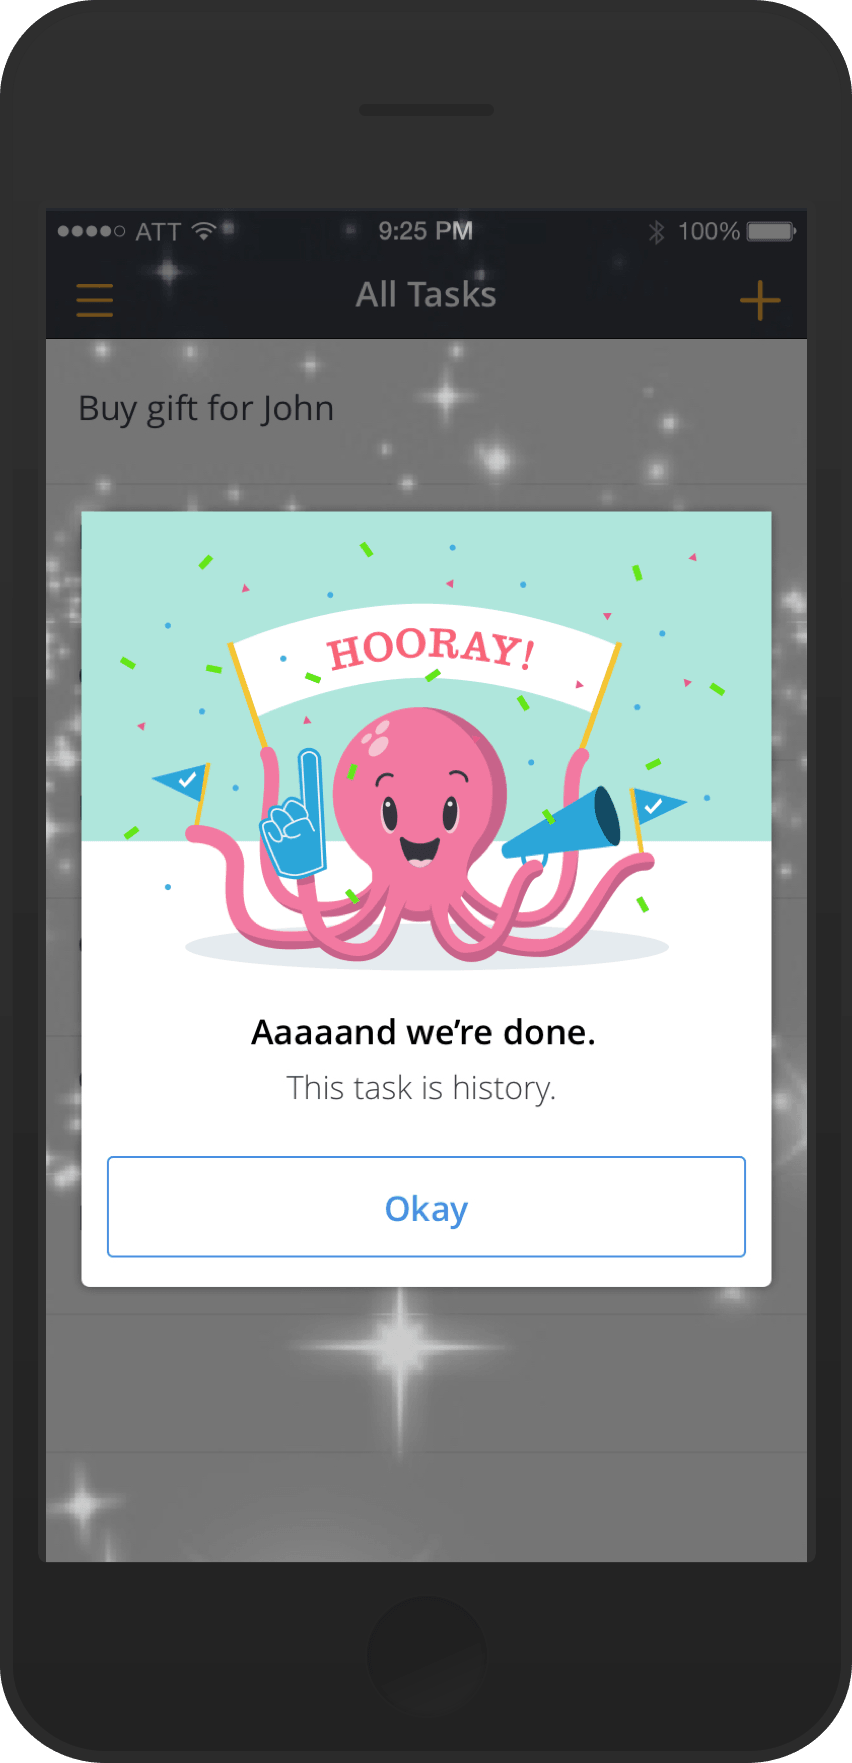 ATT 9:25 PM 100%
All Tasks
Buy gift for John
HOORAY!
Aaaaand we’re done.
This task is history.
Okay